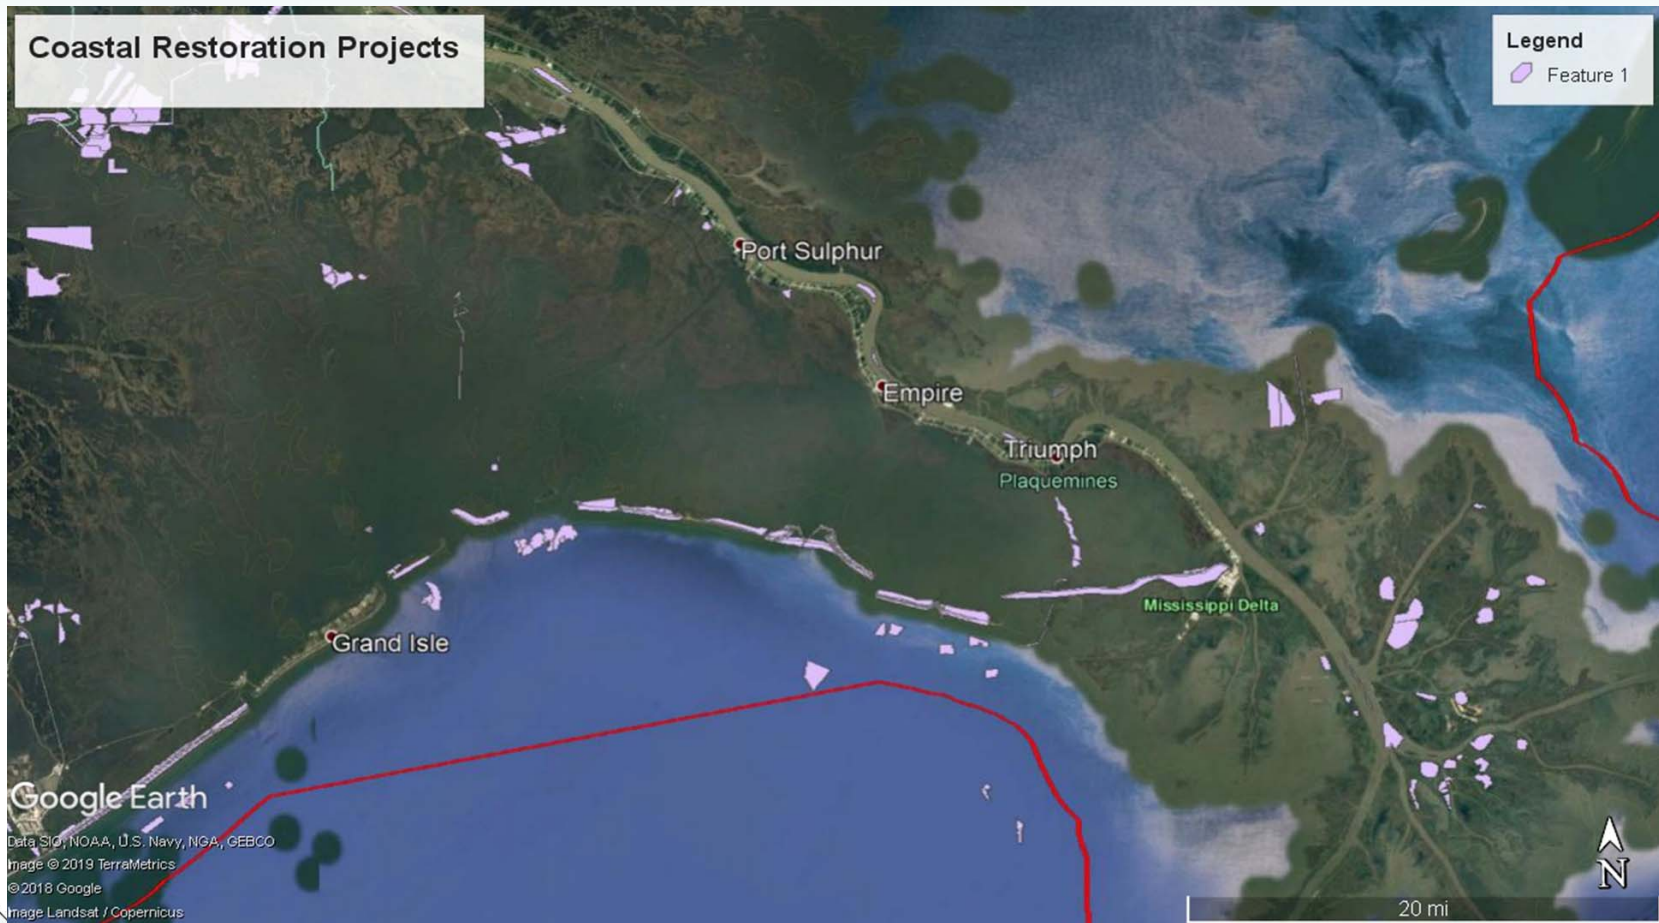 Coastal Restoration Projects
Legend
Feature 1
Port Sulphur
Empire
Triumph
Plaquemines
Mississippi Delta
Grand Isle
Google Earth
Data SIO, NOAA, U.S. Navy, NGA, GEBCO
Image © 2019 TerraMetrics
© 2018 Google
Image Landsat / Copernicus
N
20 mi